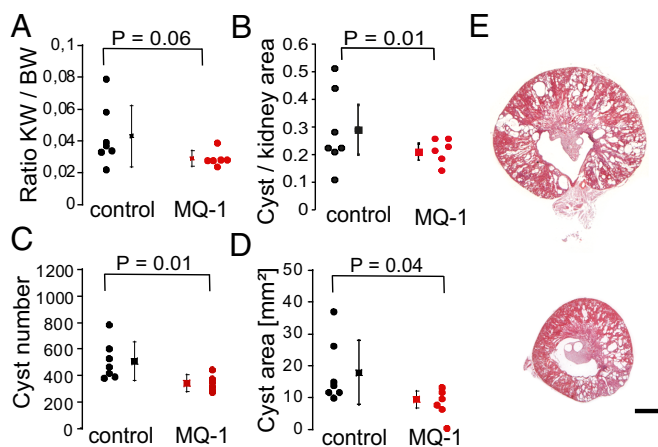 A
Ratio KW / BW
0,1
0,08
0,06
0,04
0,02
0
P = 0.06
control
MQ-1
B
Cyst / kidney area
0.6
0.5
0.4
0.3
0.2
0.1
0
P = 0.01
control
MQ-1
C
Cyst number
1200
1000
800
600
400
200
0
P = 0.01
control
MQ-1
D
Cyst area [mm²]
50
40
30
20
10
0
P = 0.04
control
MQ-1
E